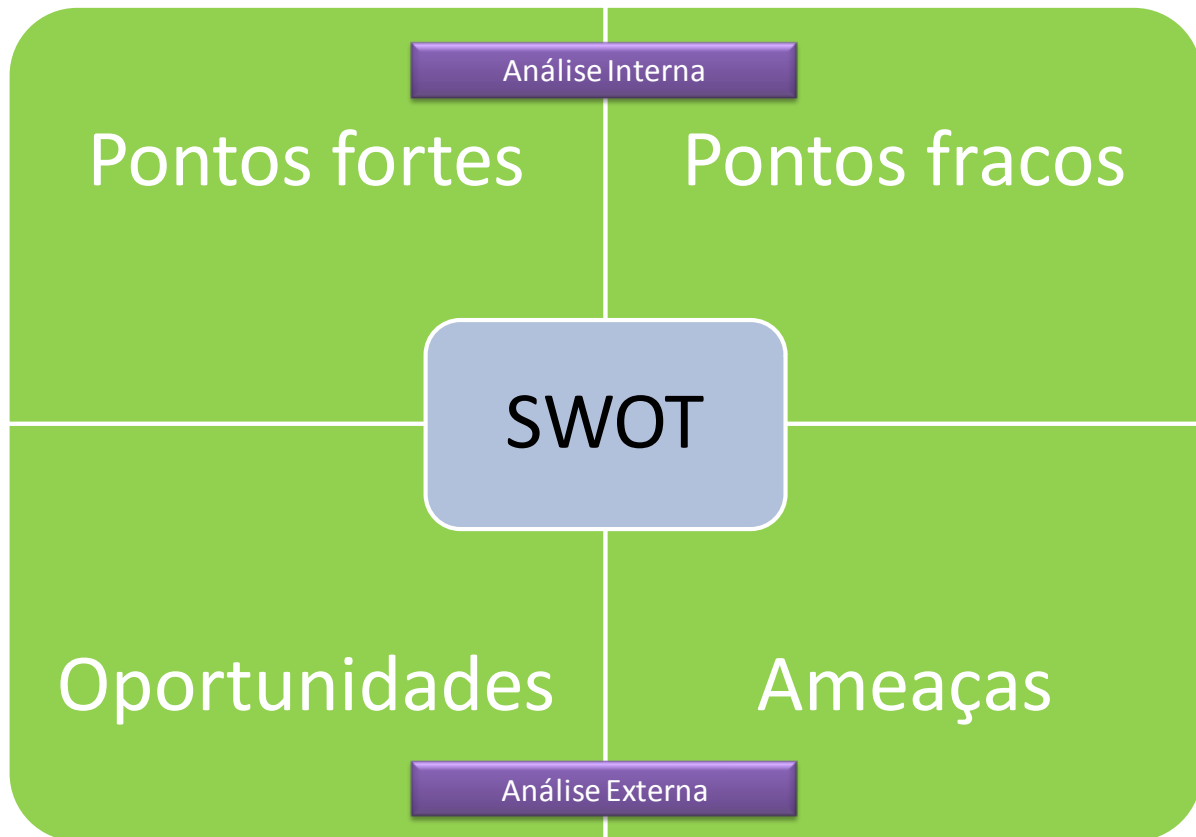 Análise Interna
Pontos fortes
Pontos fracos
SWOT
Oportunidades
Ameaças
Análise Externa